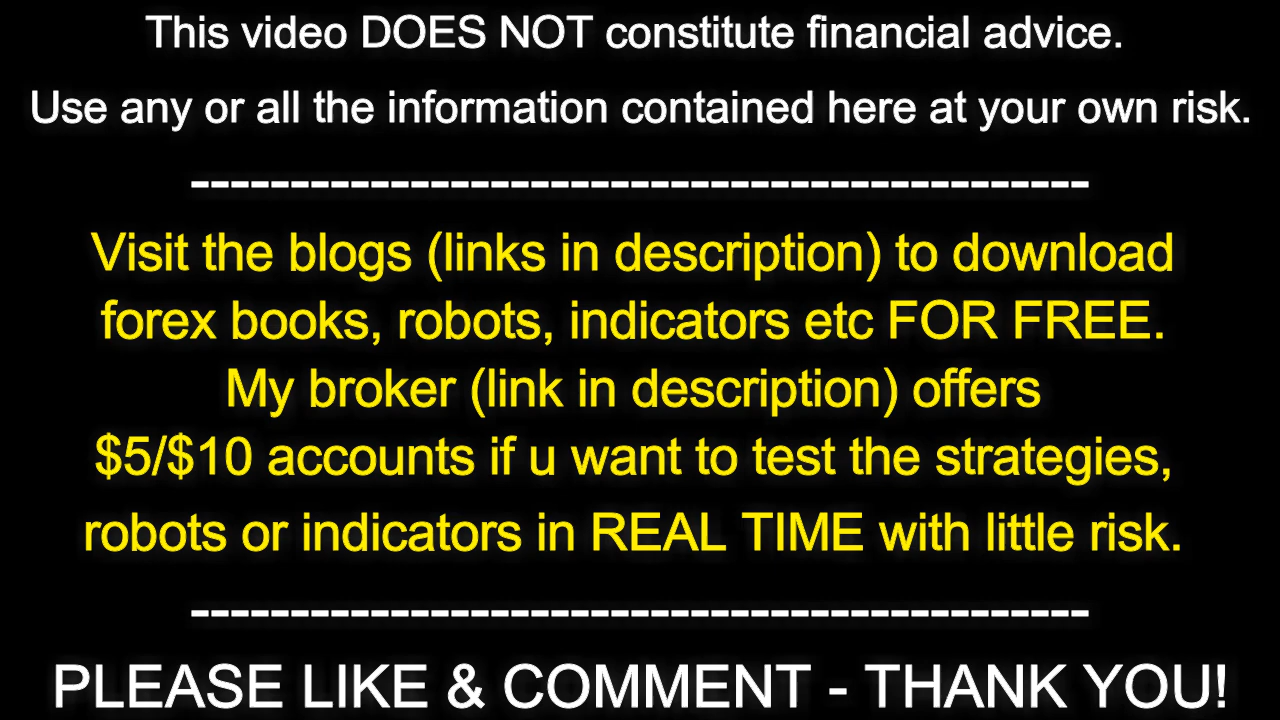 This video DOES NOT constitute financial advice.
Use any or all the information contained here at your own risk.
---------------------------------------------
Visit the blogs (links in description) to download
forex books, robots, indicators etc FOR FREE.
My broker (link in description) offers
$5/$10 accounts if u want to test the strategies,
robots or indicators in REAL TIME with little risk.
---------------------------------------------
PLEASE LIKE & COMMENT - THANK YOU!